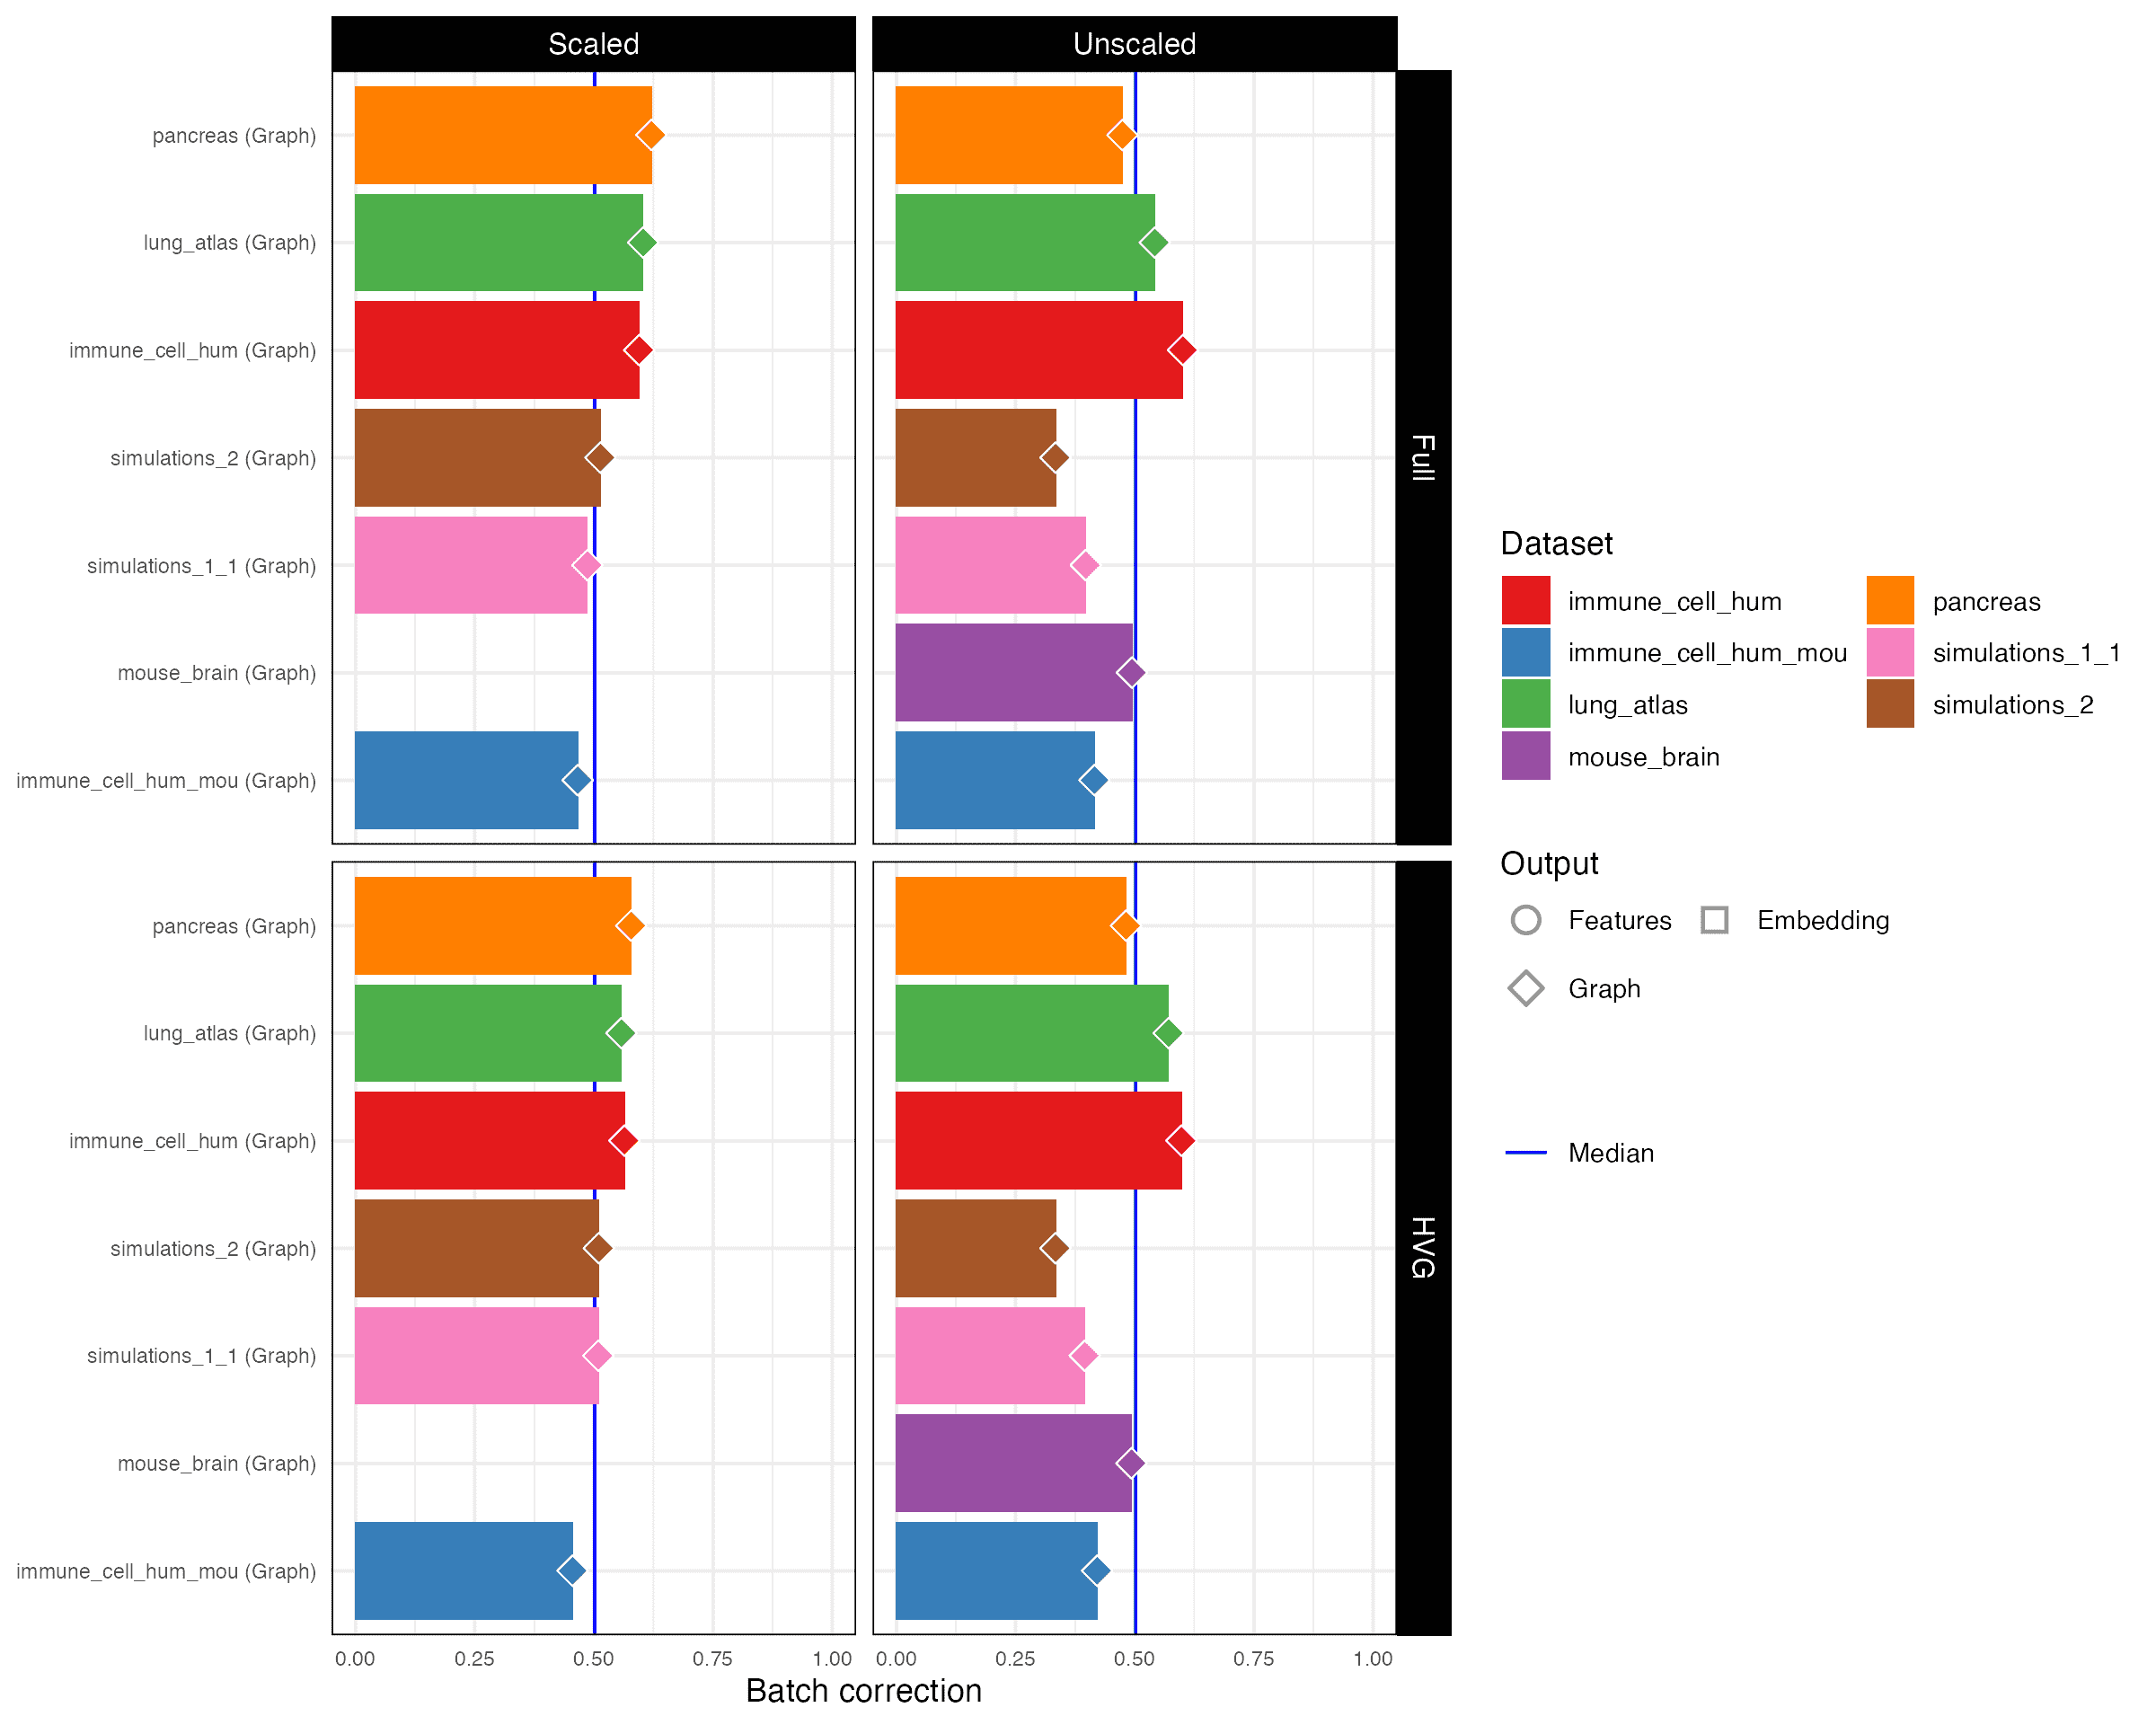 Scaled
Unscaled
pancreas (Graph)
lung_atlas (Graph)
immune_cell_hum (Graph)
simulations_2 (Graph)
simulations_1_1 (Graph)
mouse_brain (Graph)
immune_cell_hum_mou (Graph)
Full
pancreas (Graph)
lung_atlas (Graph)
immune_cell_hum (Graph)
simulations_2 (Graph)
simulations_1_1 (Graph)
mouse_brain (Graph)
immune_cell_hum_mou (Graph)
HVG
0.00 0.25 0.50 0.75 1.00
0.00 0.25 0.50 0.75 1.00
Batch correction
Dataset
immune_cell_hum
immune_cell_hum_mou
lung_atlas
mouse_brain
pancreas
simulations_1_1
simulations_2
Output
Features
Embedding
Graph
Median